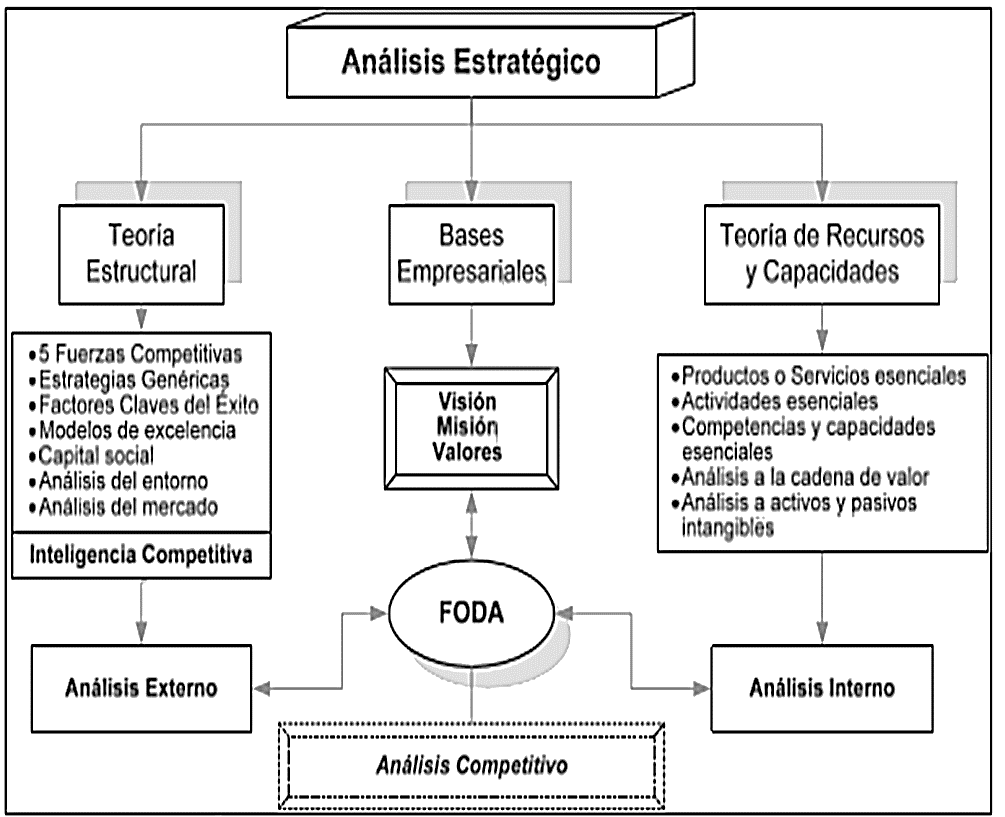 Análisis Estratégico
Teoría
Estructural
Bases
Empresariales
Teoría de Recursos
y Capacidades
•5 Fuerzas Competitivas
•Estrategias Genéricas
•Factores Claves del Éxito
•Modelos de excelencia
•Capital social
•Análisis del entorno
•Análisis del mercado
Inteligencia Competitiva
Visión
Misión
Valores
•Productos o Servicios esenciales
•Actividades esenciales
•Competencias y capacidades
esenciales
•Análisis a la cadena de valor
•Análisis a activos y pasivos
intangibles
FODA
Análisis Externo
Análisis Interno
Análisis Competitivo